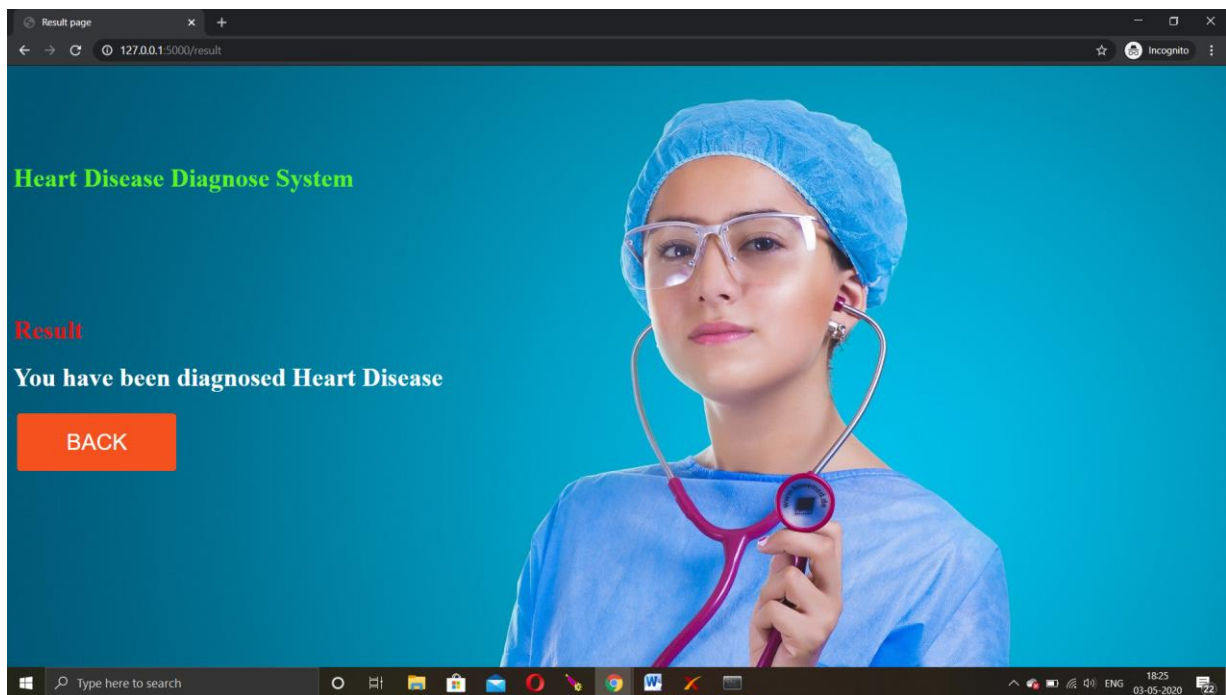 Result page
127.0.0.1:5000/result
Incognito
Heart Disease Diagnose System
Result
You have been diagnosed Heart Disease
BACK
Type here to search
ENG
18:25
03-05-2020
22